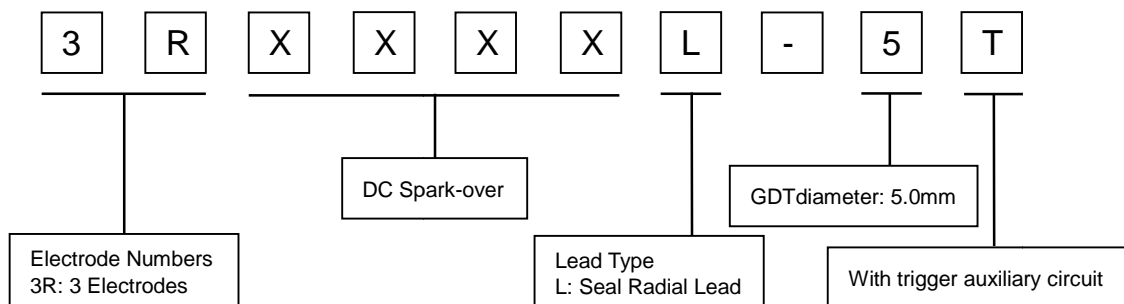 3 R X X X X L - 5 T
DC Spark-over
GDTdiameter: 5.0mm
Electrode Numbers
3R: 3 Electrodes
Lead Type
L: Seal Radial Lead
With trigger auxiliary circuit